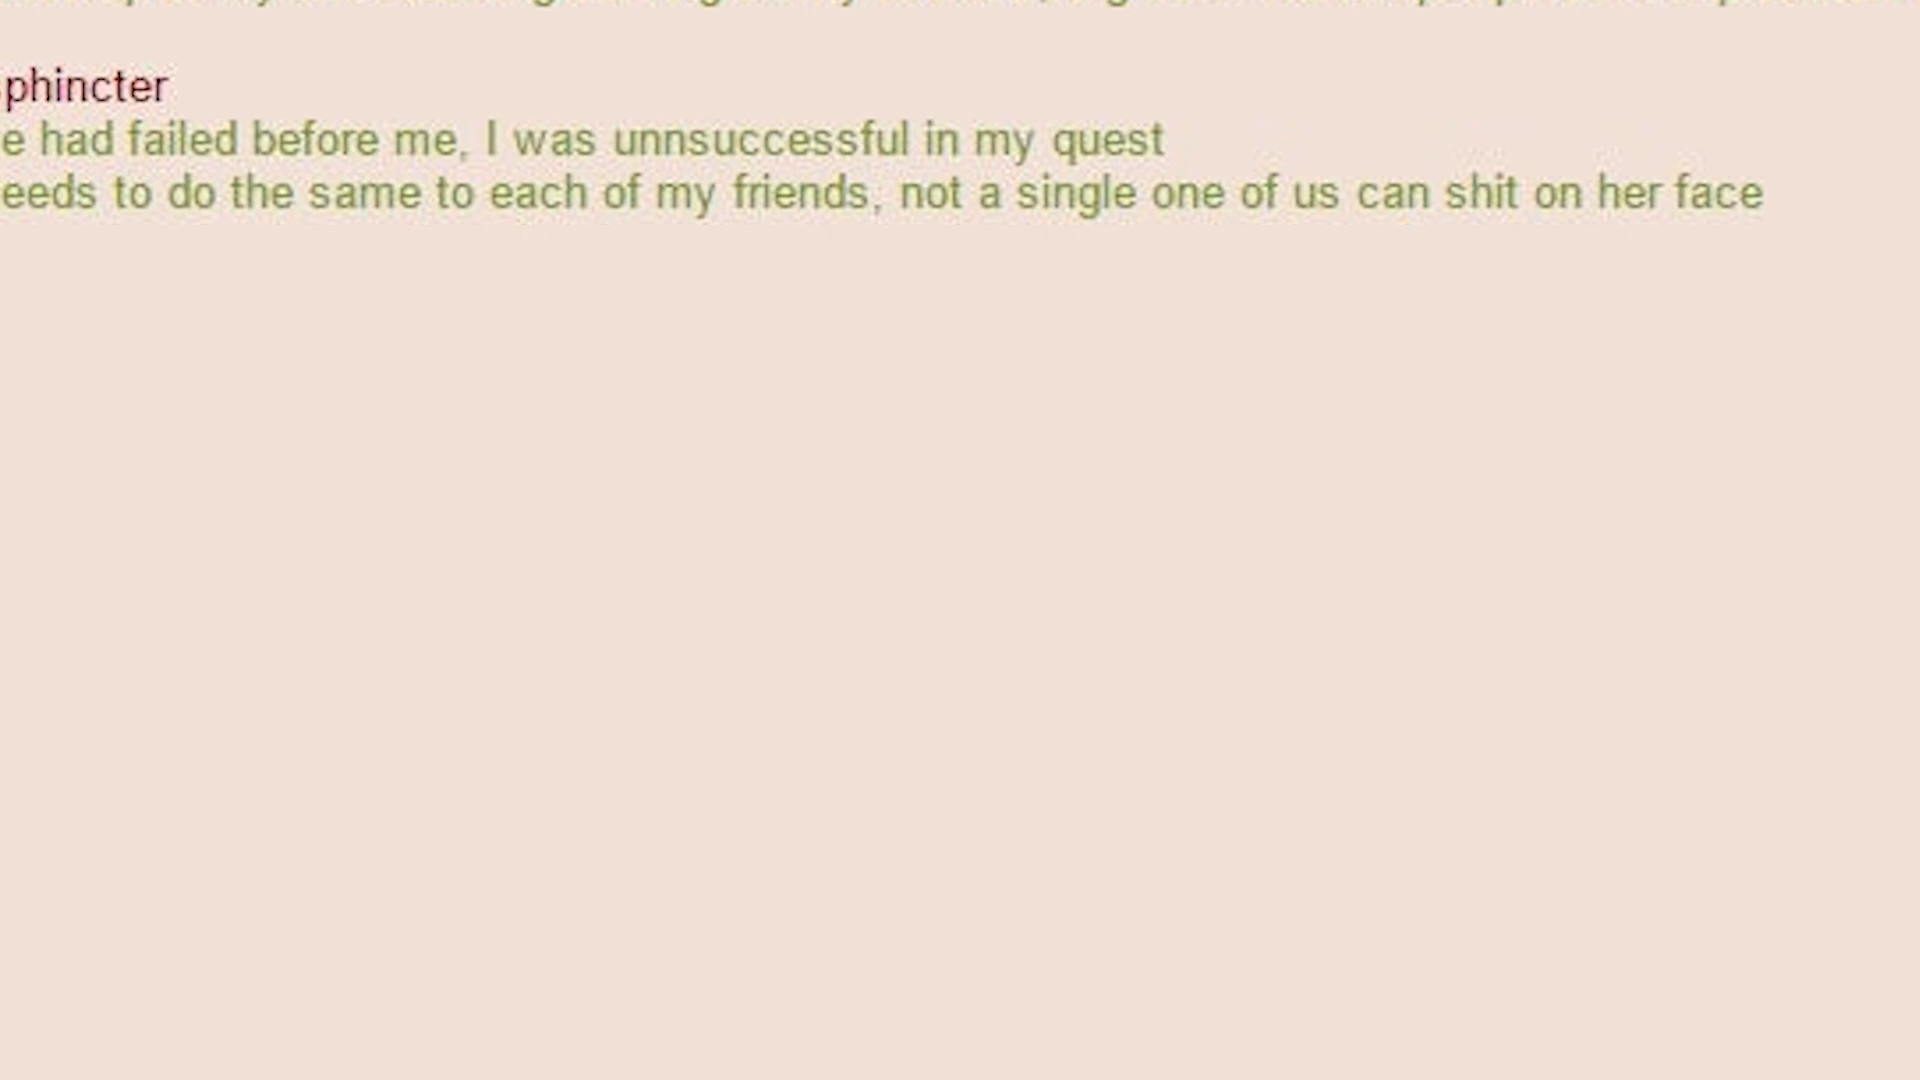 phincter
e had failed before me, I was unnsuccessful in my quest
eeds to do the same to each of my friends, not a single one of us can shit on her face